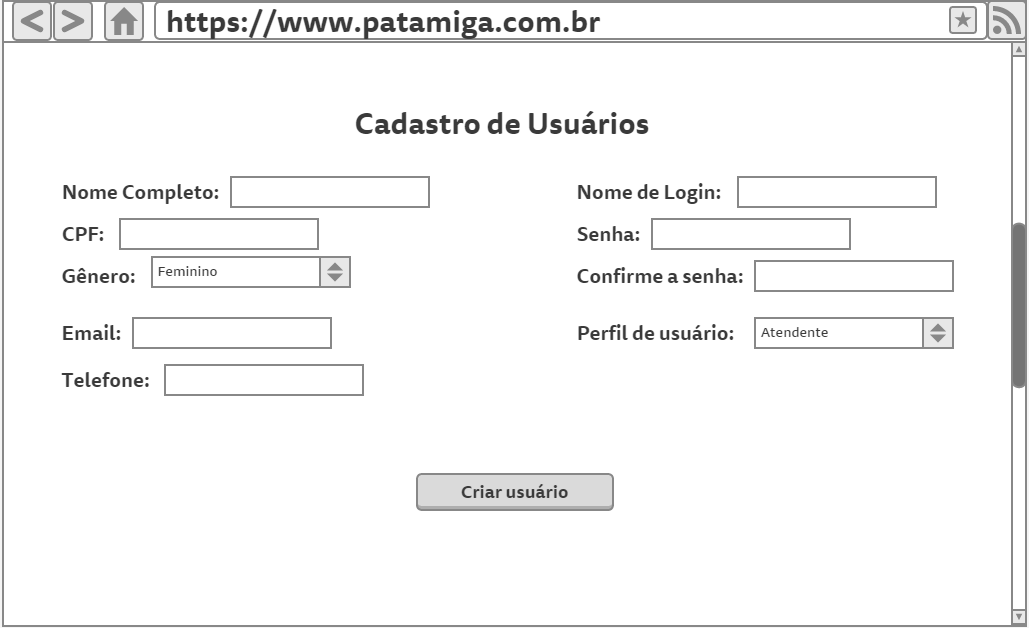 https://www.patamiga.com.br
Cadastro de Usuários
Nome Completo:
CPF:
Gênero: Feminino
Email:
Telefone:
Nome de Login:
Senha:
Confirme a senha:
Perfil de usuário: Atendente
Criar usuário